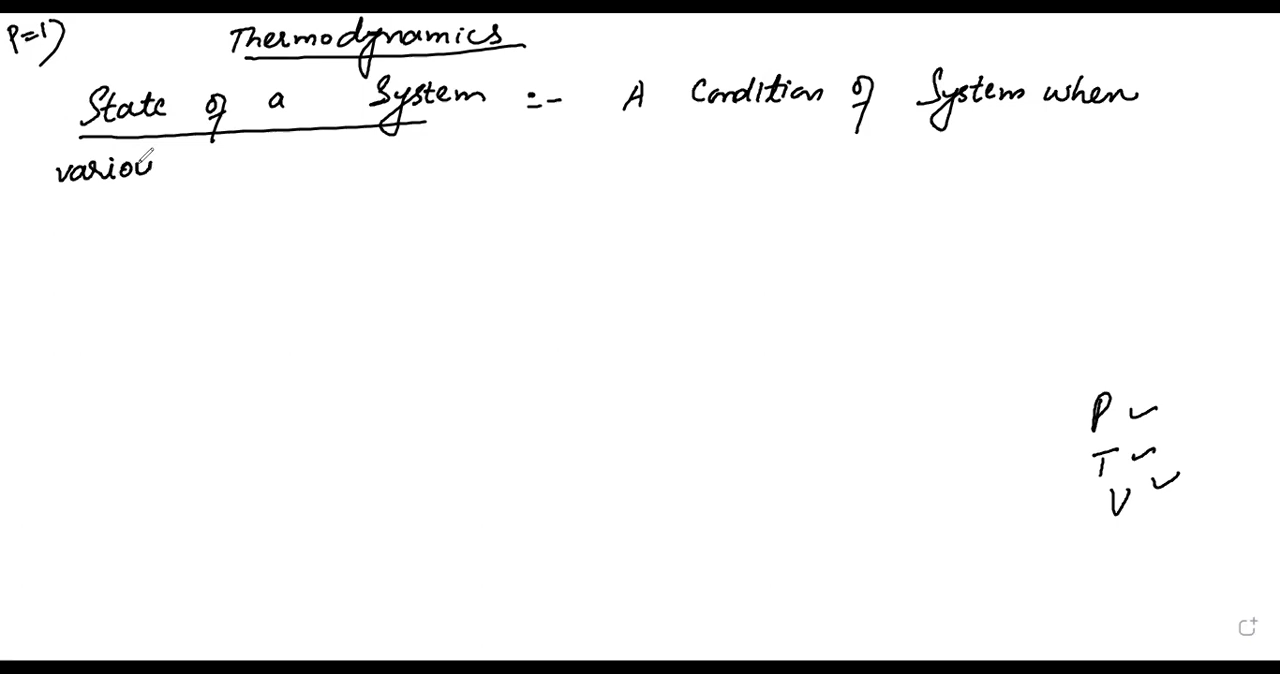 P=1)
Thermodynamics
State of a System :- A Condition of System when
variou
P ✓
T ✓
V ✓